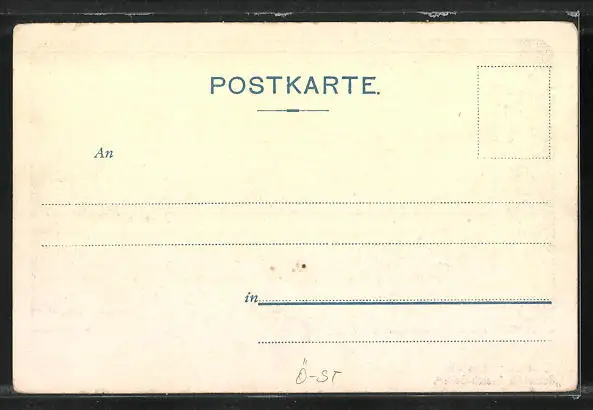 POSTKARTE.
An
in
Ö-ST